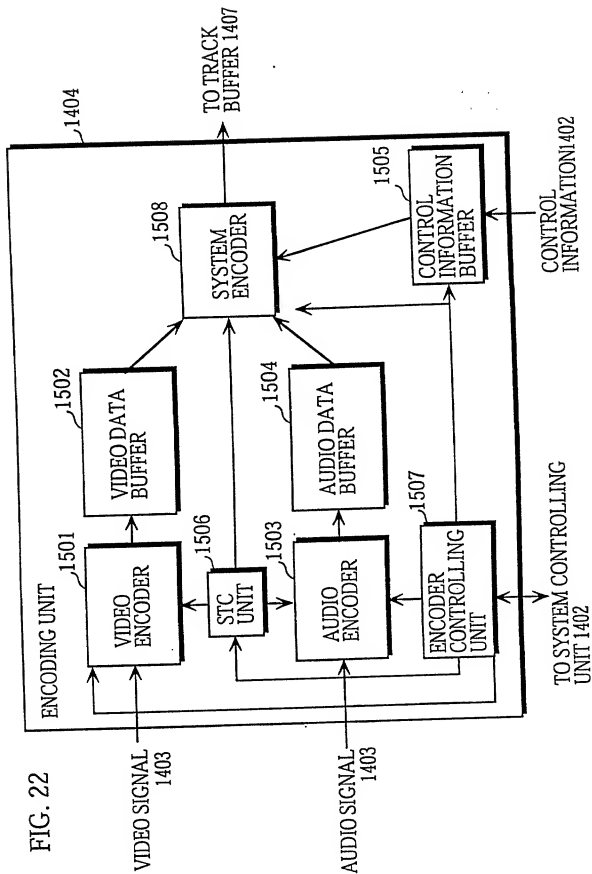 FIG. 22
ENCODING UNIT
1404
VIDEO SIGNAL
1403
1501
VIDEO
ENCODER
1502
VIDEO DATA
BUFFER
1508
SYSTEM
ENCODER
TO TRACK
BUFFER 1407
1506
STC
UNIT
AUDIO SIGNAL
1403
1503
AUDIO
ENCODER
1504
AUDIO DATA
BUFFER
1507
ENCODER
CONTROLLING
UNIT
1505
CONTROL
INFORMATION
BUFFER
TO SYSTEM CONTROLLING
UNIT 1402
CONTROL
INFORMATION1402